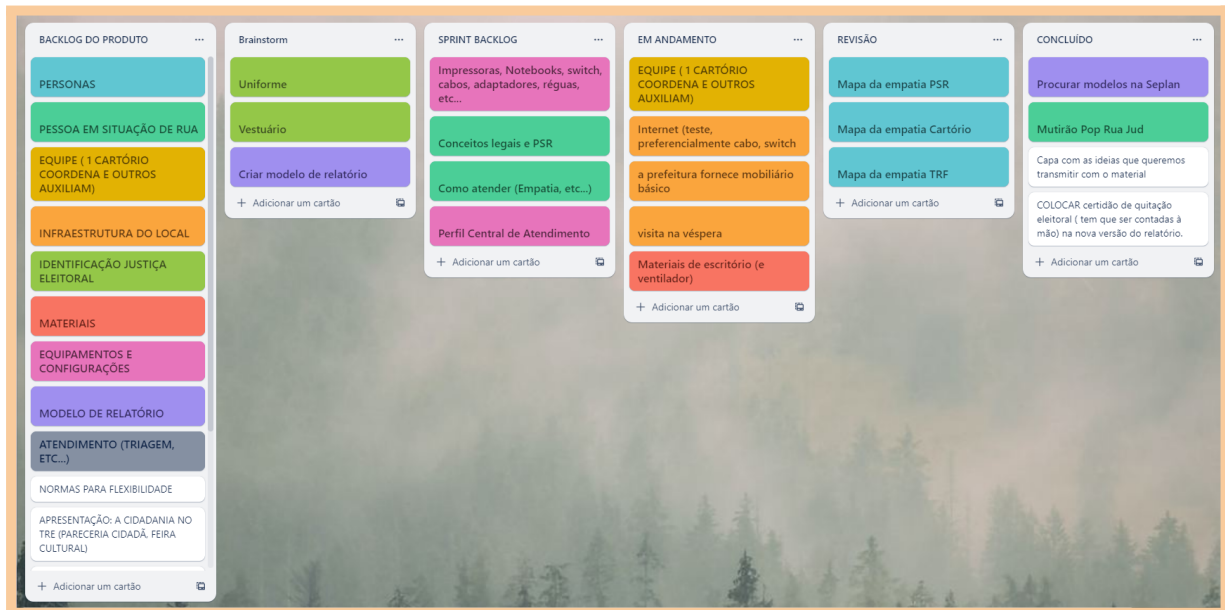 BACKLOG DO PRODUTO
PERSONAS
PESSOA EM SITUAÇÃO DE RUA
EQUIPE ( 1 CARTÓRIO
COORDENA E OUTROS
AUXILIAM)
INFRAESTRUTURA DO LOCAL
IDENTIFICAÇÃO JUSTIÇA
ELEITORAL
MATERIAIS
EQUIPAMENTOS E
CONFIGURAÇÕES
MODELO DE RELATÓRIO
ATENDIMENTO (TRIAGEM,
ETC...)
NORMAS PARA FLEXIBILIDADE
APRESENTAÇÃO: A CIDADANIA NO
TRE (PARECERIA CIDADÃ, FEIRA
CULTURAL)
+ Adicionar um cartão
Brainstorm
Uniforme
Vestuário
Criar modelo de relatório
+ Adicionar um cartão
SPRINT BACKLOG
Impressoras, Notebooks, switch,
cabos, adaptadores, réguas,
etc...
Conceitos legais e PSR
Como atender (Empatia, etc...)
Perfil Central de Atendimento
+ Adicionar um cartão
EM ANDAMENTO
EQUIPE ( 1 CARTÓRIO
COORDENA E OUTROS
AUXILIAM)
Internet (teste,
preferencialmente cabo, switch
a prefeitura fornece mobiliário
básico
visita na véspera
Materiais de escritório (e
ventilador)
+ Adicionar um cartão
REVISÃO
Mapa da empatia PSR
Mapa da empatia Cartório
Mapa da empatia TRF
+ Adicionar um cartão
CONCLUÍDO
Procurar modelos na Seplan
Mutirão Pop Rua Jud
Capa com as ideias que queremos
transmitir com o material
COLOCAR certidão de quitação
eleitoral ( tem que ser contadas à
mão) na nova versão do relatório.
+ Adicionar um cartão